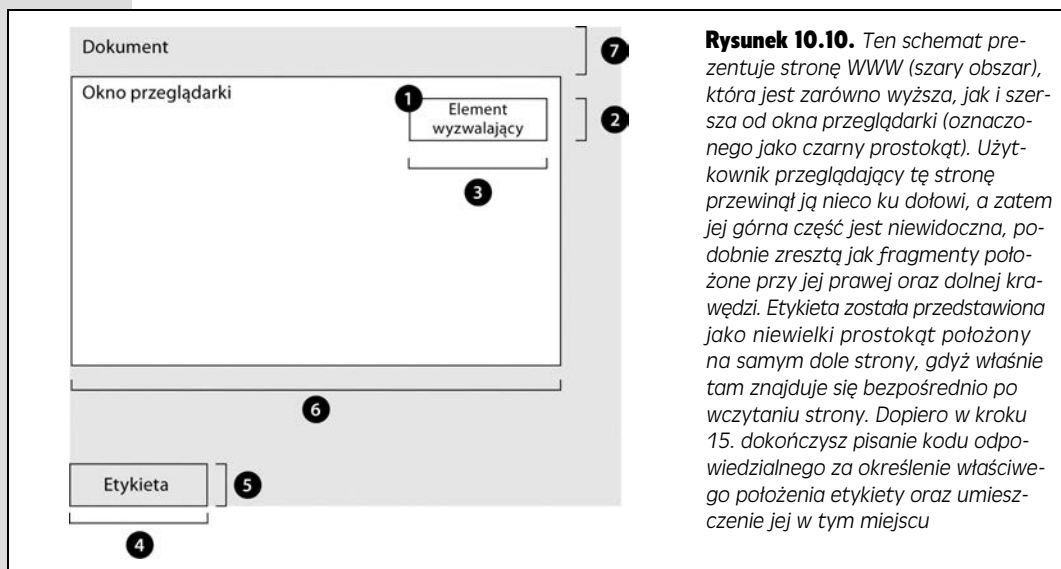 Dokument
7
Okno przeglądarki
1
Element
wyzwalający
2
3
6
Etykieta
5
4
Rysunek 10.10. Ten schemat pre-
zentuje stronę WWW (szary obszar),
która jest zarówno wyższa, jak i szer-
sza od okna przeglądarki (oznaczo-
nego jako czarny prostokąt). Użyt-
kownik przeglądający tę stronę
przewinął ją nieco ku dołowi, a zatem
jej górna część jest niewidoczna, po-
dobnie zresztą jak fragmenty poło-
żone przy jej prawej oraz dolnej kra-
wędzi. Etykieta została przedstawiona
jako niewielki prostokąt położony
na samym dole strony, gdyż właśnie
tam znajduje się bezpośrednio po
wczytaniu strony. Dopiero w kroku
15. dokończysz pisanie kodu odpo-
wiedzialnego za określenie właściwe-
go położenia etykiety oraz umiesz-
czenie jej w tym miejscu